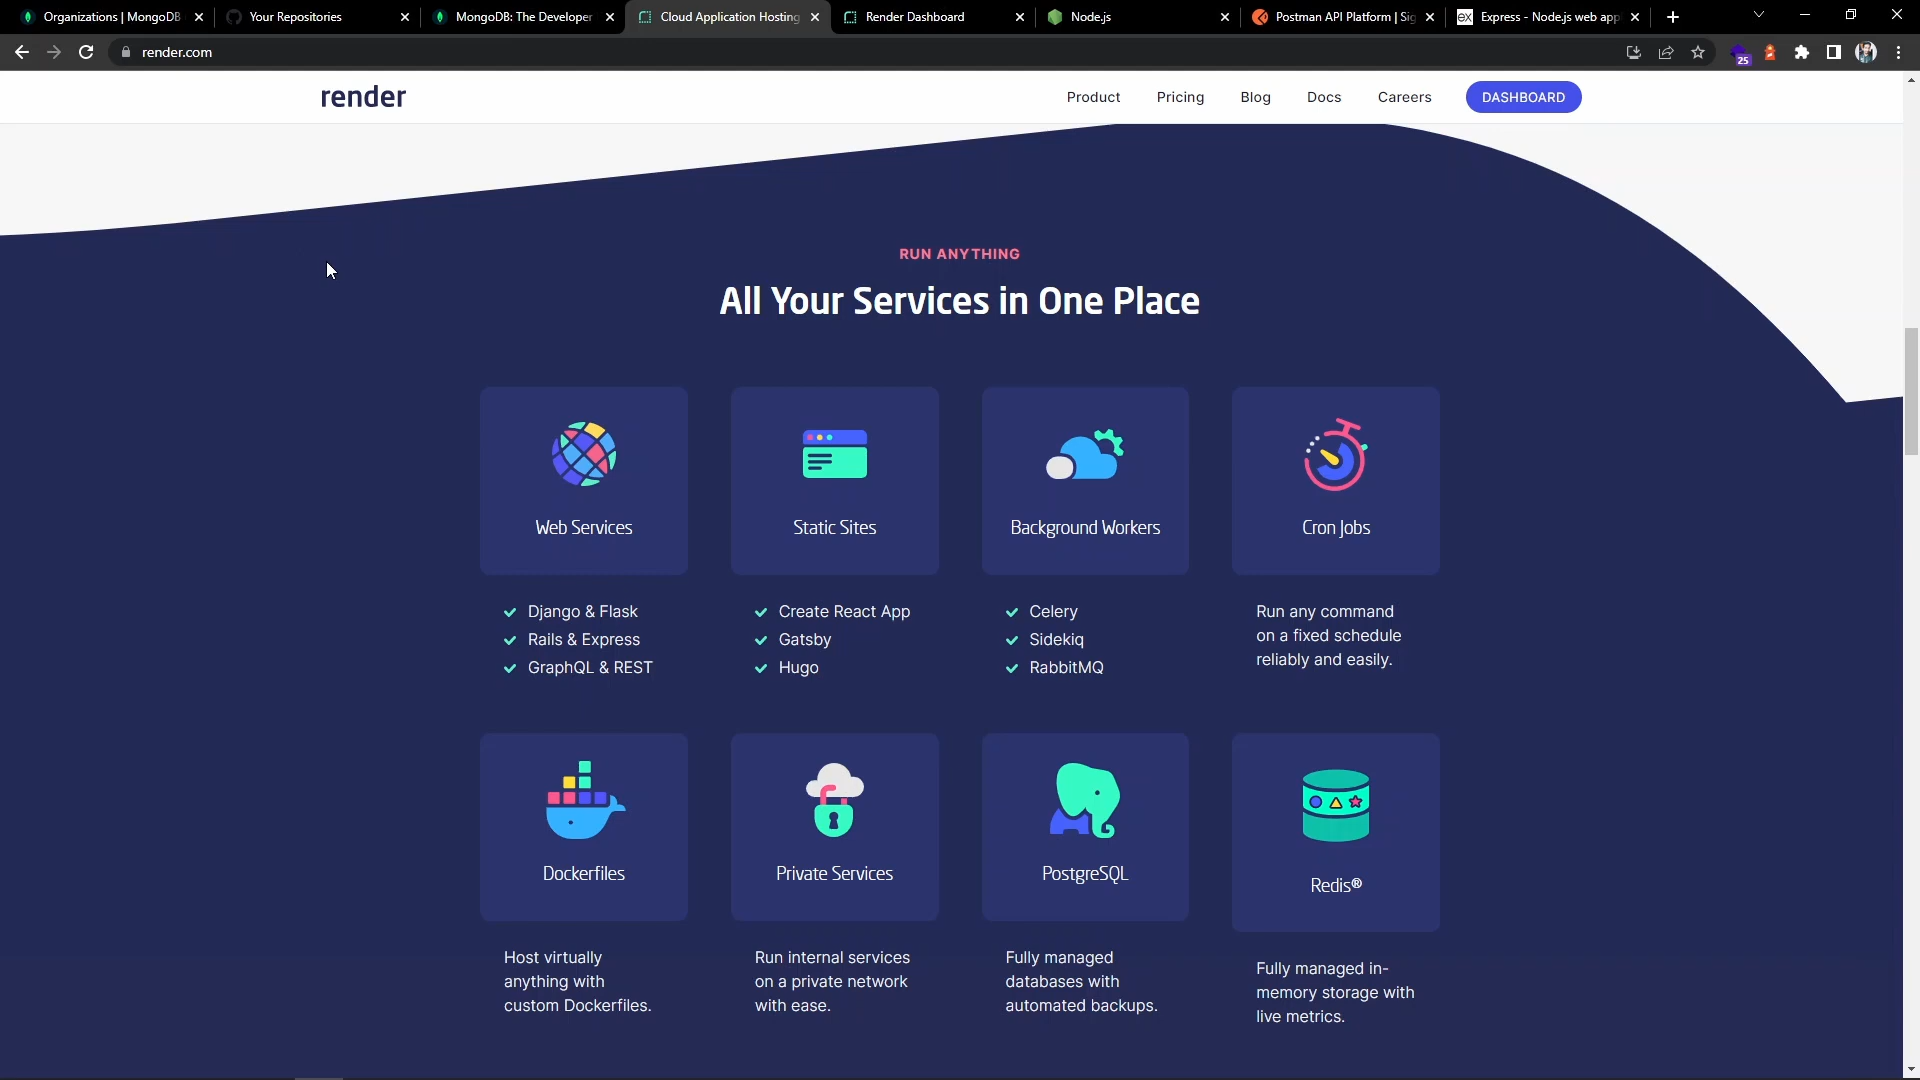 Organizations | MongoDB
Your Repositories
MongoDB: The Developer
Cloud Application Hosting
Render Dashboard
Node.js
Postman API Platform | Sig
ex
Express - Node.js web app
render.com
25
render
Product
Pricing
Blog
Docs
Careers
DASHBOARD
RUN ANYTHING
All Your Services in One Place
Web Services
Static Sites
Background Workers
Cron Jobs
Django & Flask
Rails & Express
GraphQL & REST
Create React App
Gatsby
Hugo
Celery
Sidekiq
RabbitMQ
Run any command
on a fixed schedule
reliably and easily.
Dockerfiles
Private Services
PostgreSQL
Redis®
Host virtually
anything with
custom Dockerfiles.
Run internal services
on a private network
with ease.
Fully managed
databases with
automated backups.
Fully managed in-
memory storage with
live metrics.